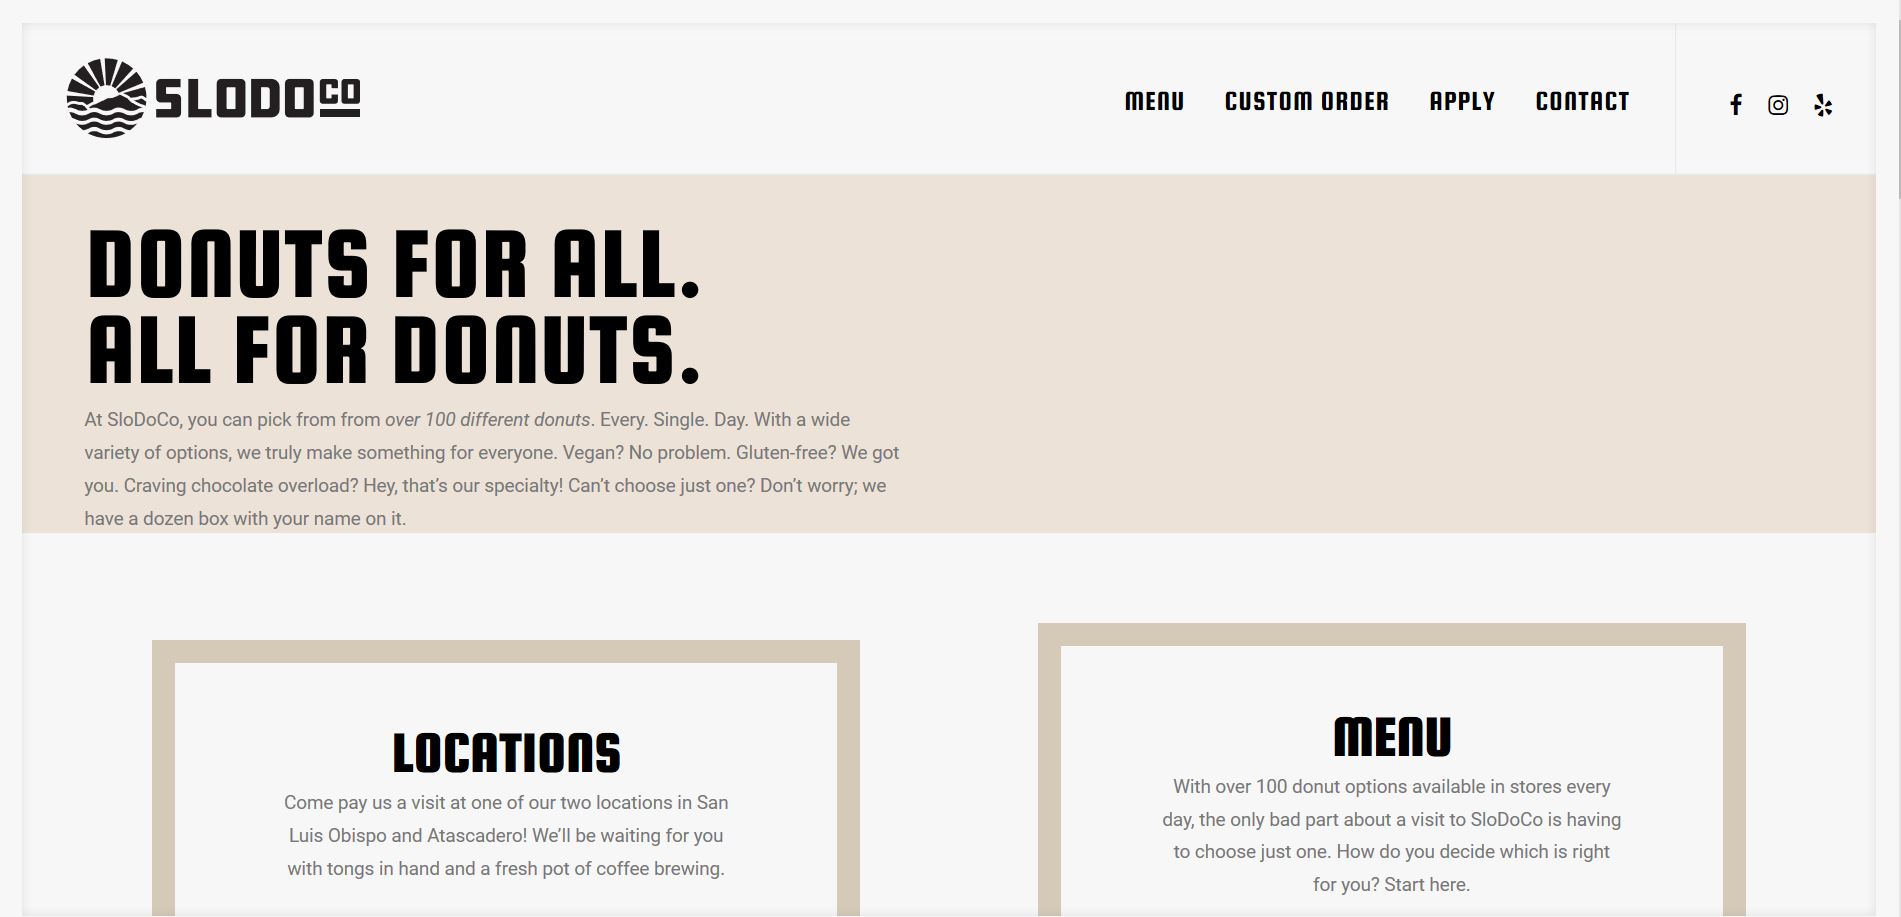 SLODOCO
MENU CUSTOM ORDER APPLY CONTACT
DONUTS FOR ALL.
ALL FOR DONUTS.
At SloDoCo, you can pick from from over 100 different donuts. Every. Single. Day. With a wide
variety of options, we truly make something for everyone. Vegan? No problem. Gluten-free? We got
you. Craving chocolate overload? Hey, that’s our specialty! Can’t choose just one? Don’t worry; we
have a dozen box with your name on it.
LOCATIONS
Come pay us a visit at one of our two locations in San
Luis Obispo and Atascadero! We’ll be waiting for you
with tongs in hand and a fresh pot of coffee brewing.
MENU
With over 100 donut options available in stores every
day, the only bad part about a visit to SloDoCo is having
to choose just one. How do you decide which is right
for you? Start here.